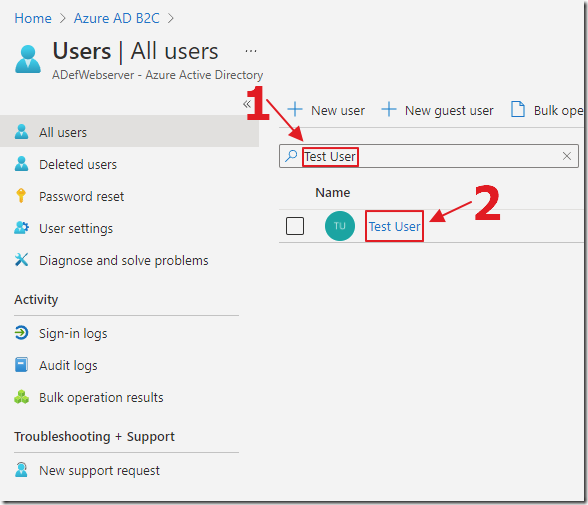 Home > Azure AD B2C >
Users | All users ...
ADefWebserver - Azure Active Directory
«
All users
Deleted users
Password reset
User settings
Diagnose and solve problems
Activity
Sign-in logs
Audit logs
Bulk operation results
Troubleshooting + Support
New support request
1
+ New user + New guest user Bulk ope
Test User ×
Name
2
TU Test User